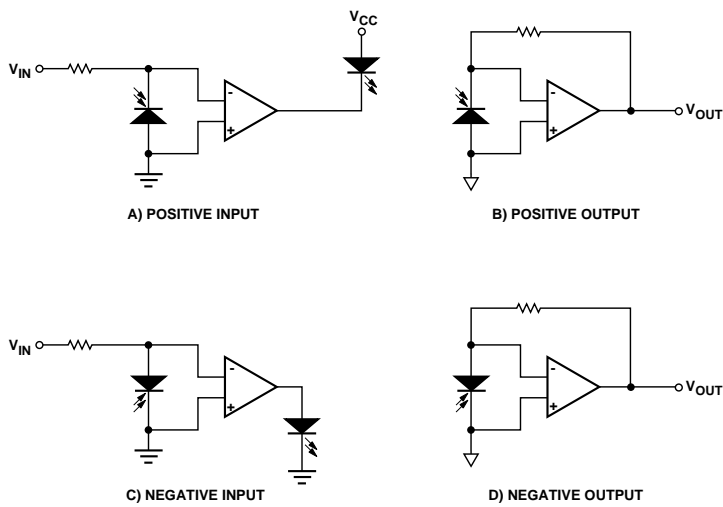 V_CC
V_IN
-
+
-
+
V_OUT
A) POSITIVE INPUT
B) POSITIVE OUTPUT
V_IN
-
+
-
+
V_OUT
C) NEGATIVE INPUT
D) NEGATIVE OUTPUT